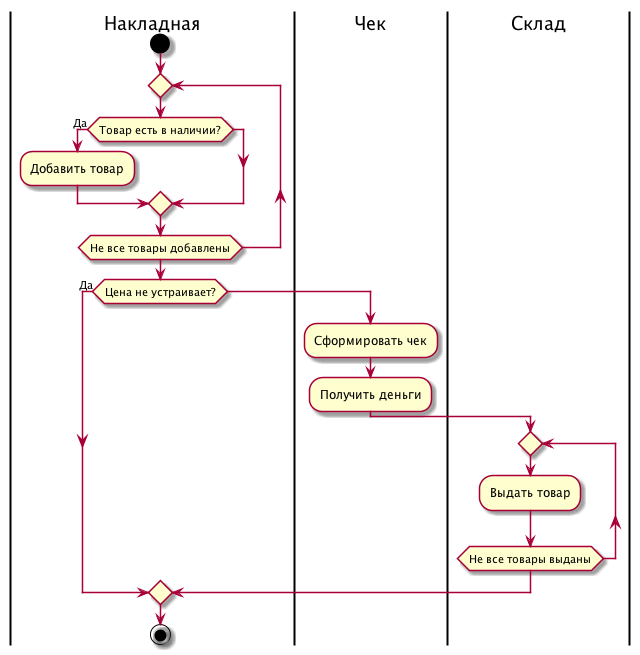 Накладная
Чек
Склад
Да
Товар есть в наличии?
Добавить товар
Не все товары добавлены
Да
Цена не устраивает?
Сформировать чек
Получить деньги
Выдать товар
Не все товары выданы